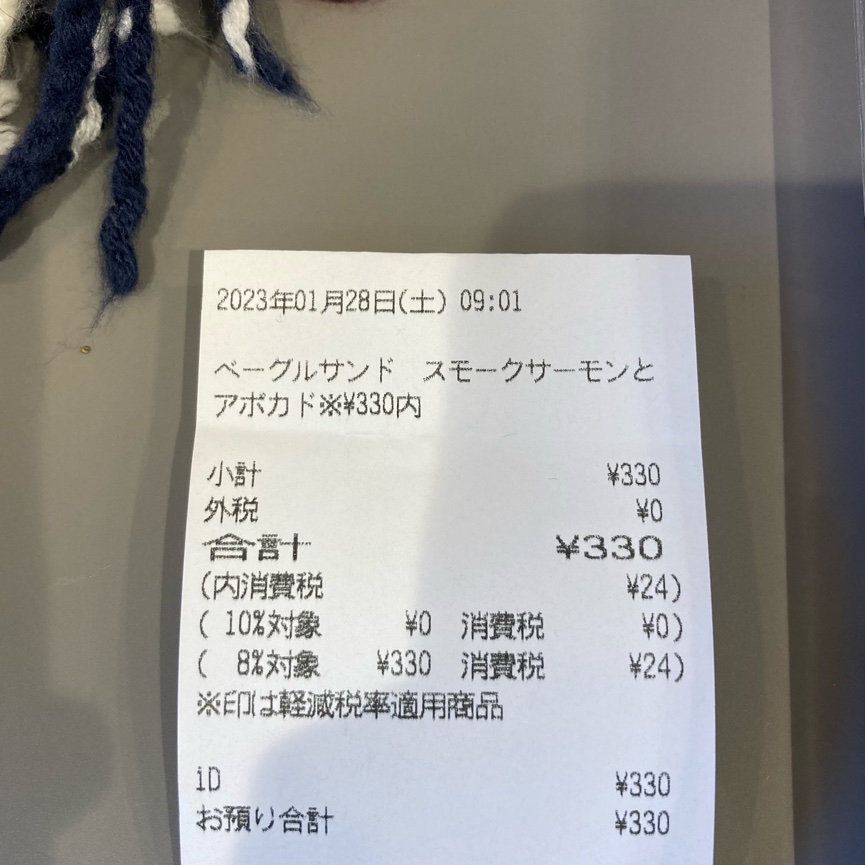 2023年01月28日(土) 09:01
ベーグルサンド　スモークサーモンと
アボカド※¥330内
小計 ¥330
外税 ¥0
合計 ¥330
(内消費税 ¥24)
( 10%対象 ¥0 消費税 ¥0)
( 8%対象 ¥330 消費税 ¥24)
※印は軽減税率適用商品
iD ¥330
お預り合計 ¥330